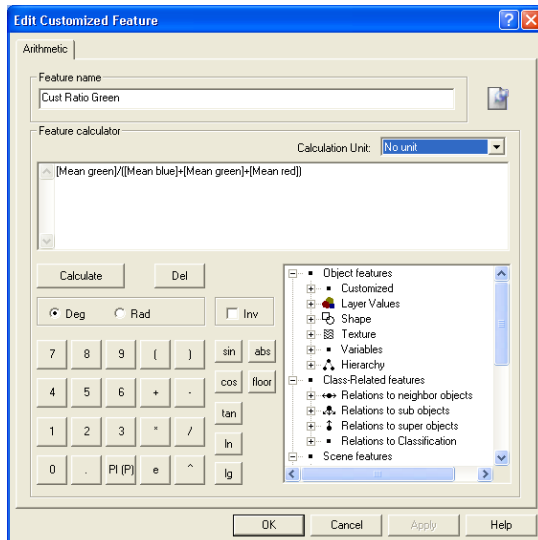 Edit Customized Feature
Arithmetic
Feature name
Cust Ratio Green
Feature calculator
Calculation Unit: No unit
[Mean green]/([Mean blue]+[Mean green]+[Mean red])
Calculate Del
Deg Rad Inv
7 8 9 ( ) sin abs
4 5 6 + - cos floor
1 2 3 * / tan
ln
0 . PI (P) e ^ lg
Object features
Customized
Layer Values
Shape
Texture
Variables
Hierarchy
Class-Related features
Relations to neighbor objects
Relations to sub objects
Relations to super objects
Relations to Classification
Scene features
OK Cancel Apply Help